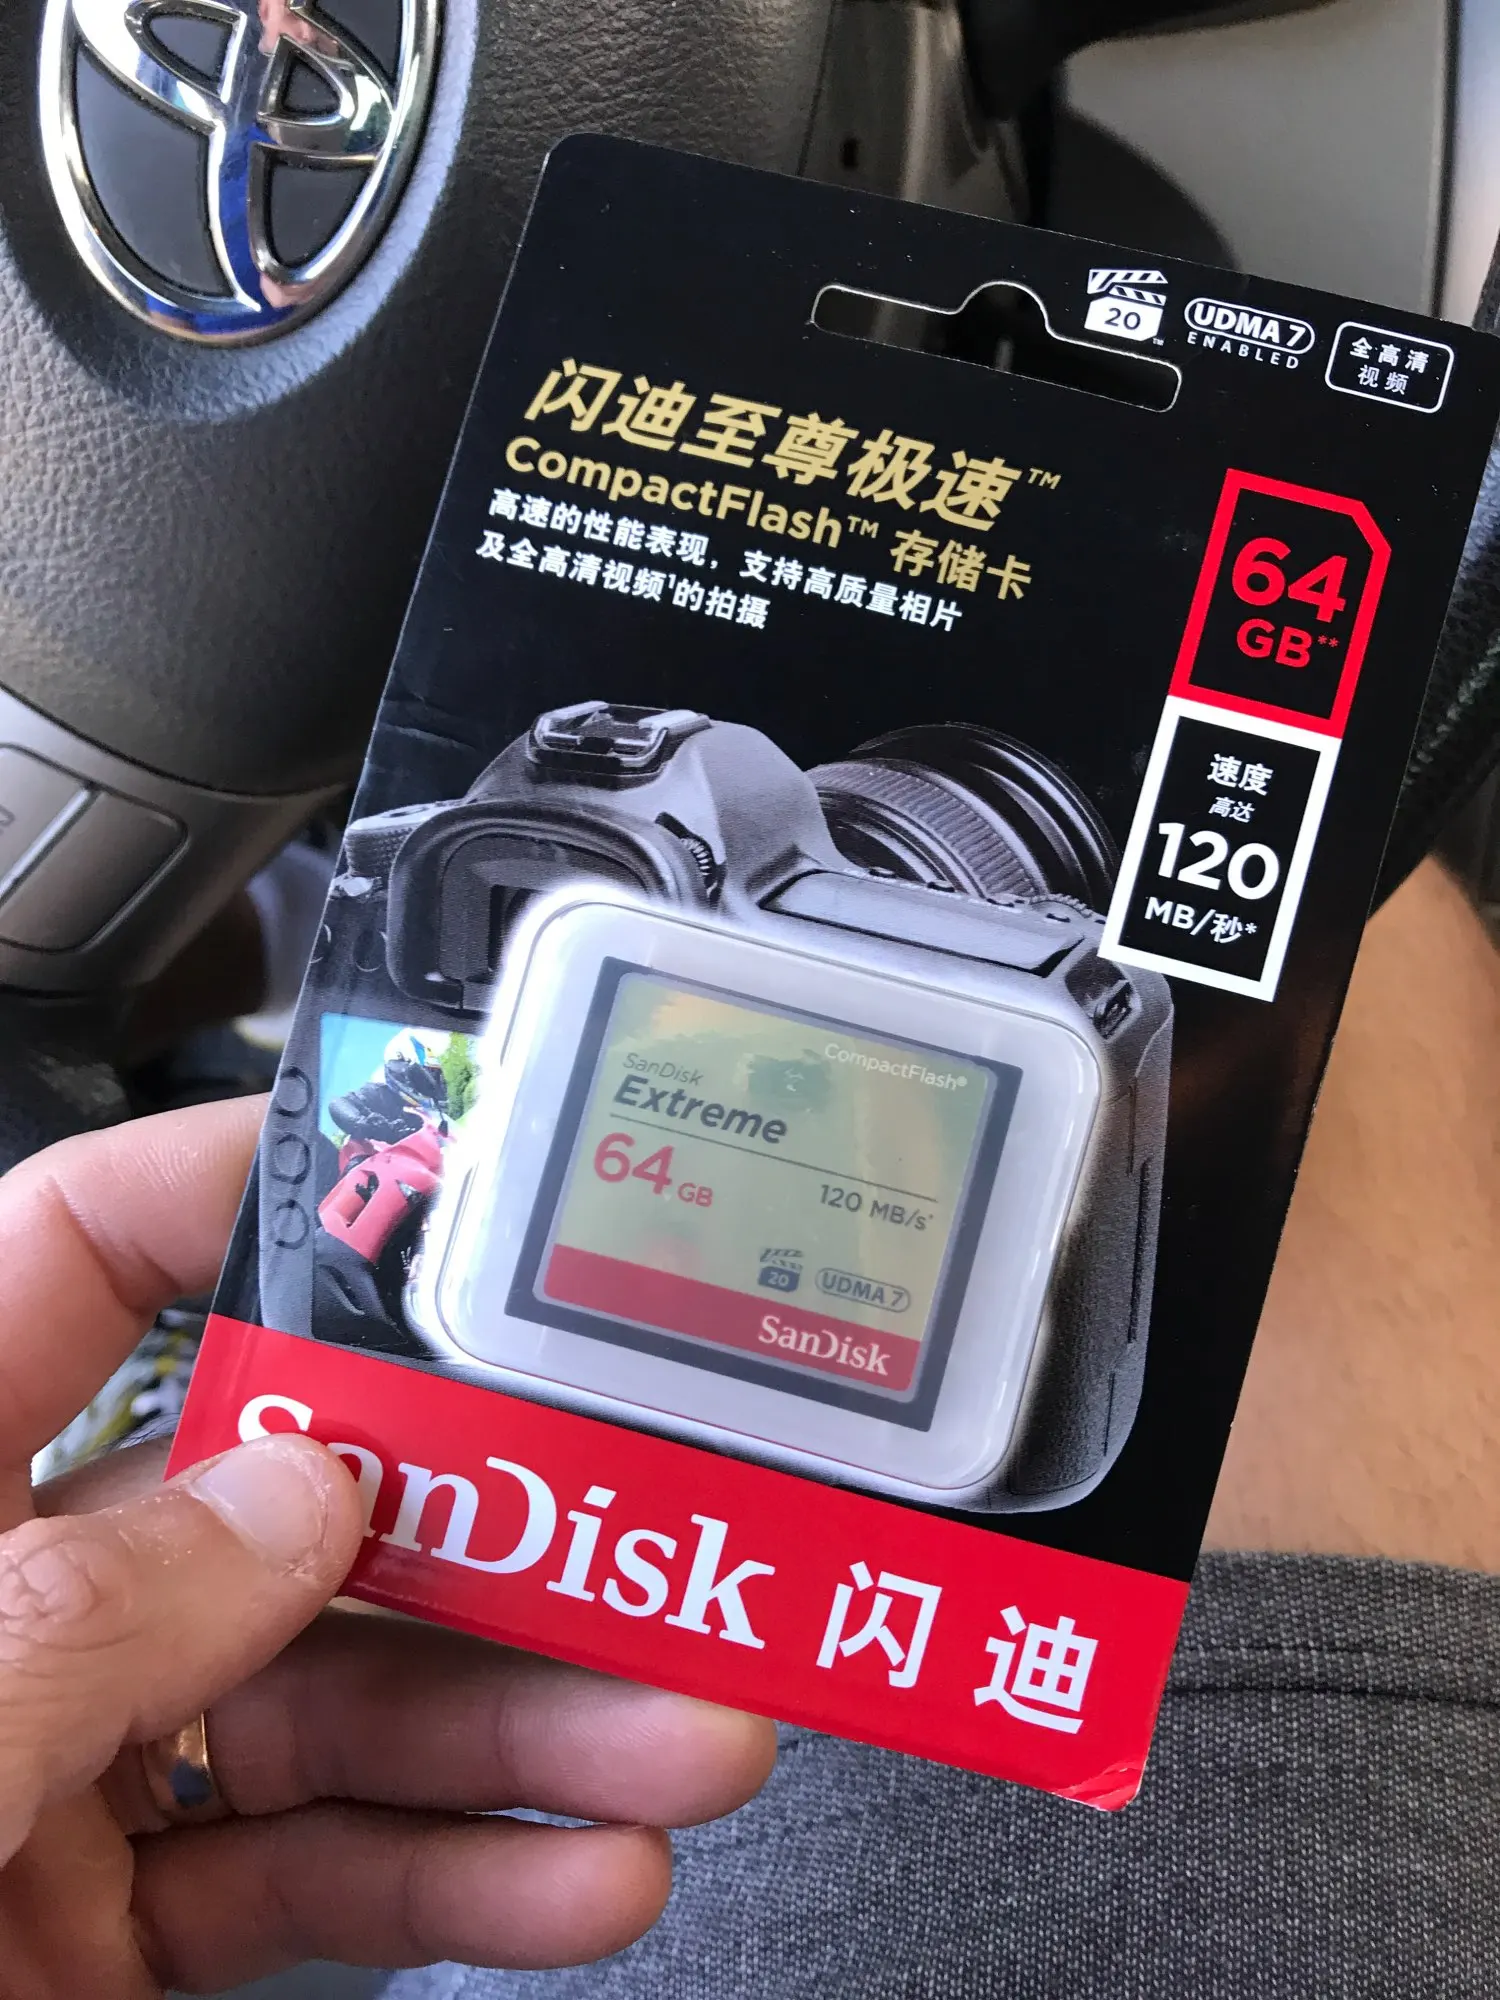 20™
UDMA 7
ENABLED
全高清
视频
闪迪至尊极速™
CompactFlash™ 存储卡
高速的性能表现，支持高质量相片
及全高清视频¹的拍摄
64
GB**
速度
高达
120
MB/秒*
CompactFlash®
SanDisk
Extreme
64 GB
120 MB/s*
20
UDMA 7
SanDisk
SanDisk 闪迪